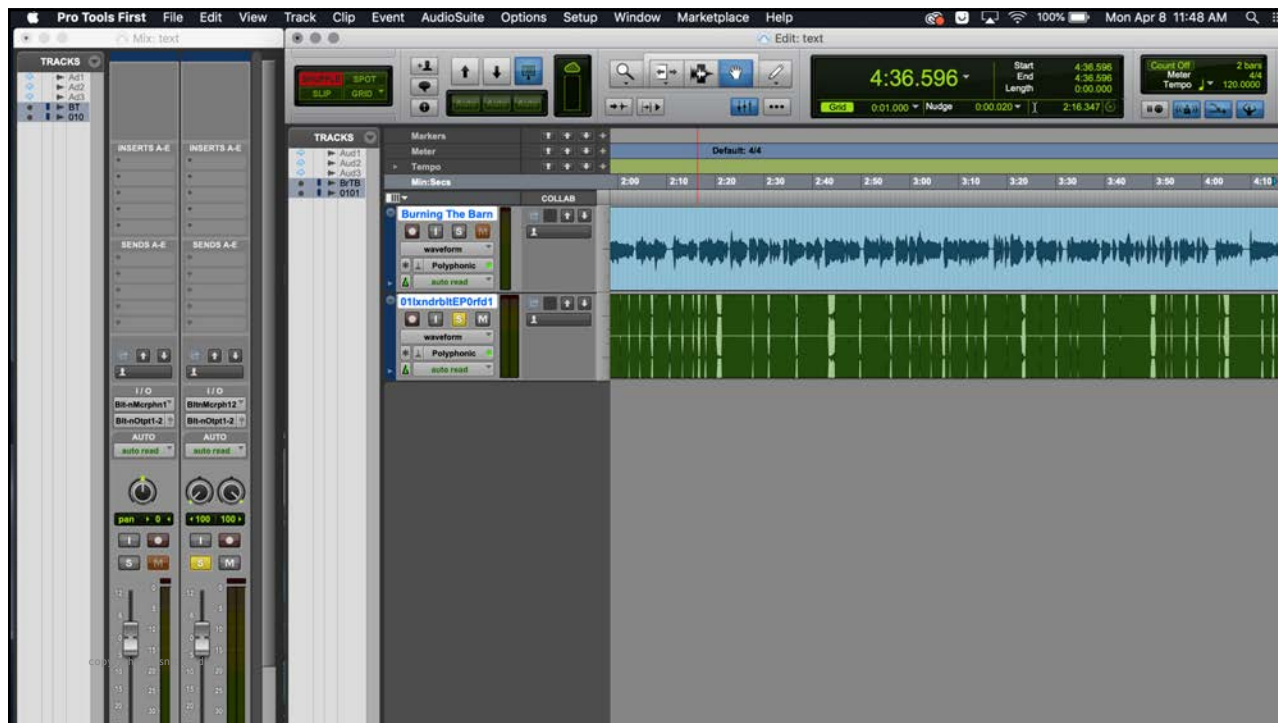 Pro Tools First File Edit View Track Clip Event AudioSuite Options Setup Window Marketplace Help 100% Mon Apr 8 11:48 AM
Mix: text
Edit: text
TRACKS
Ad1
Ad2
Ad3
BT
010
INSERTS A-E INSERTS A-E
SENDS A-E SENDS A-E
I/O I/O
Blt-nMcrphn1 BltnMcrph12
Blt-nOtpt1-2 Blt-nOtpt1-2
AUTO AUTO
auto read auto read
pan 0 100 100
I I
S M S M
SHUFFLE SPOT
SLIP GRID
4:36.596
Start 4:36.596
End 4:36.596
Length 0:00.000
Grid 0:01.000 Nudge 0:00.020 2:16.347
Count Off 2 bars
Meter 4/4
Tempo 120.0000
TRACKS
Aud1
Aud2
Aud3
BrTB
0101
Markers
Meter Default: 4/4
Tempo
Min:Secs 2:00 2:10 2:20 2:30 2:40 2:50 3:00 3:10 3:20 3:30 3:40 3:50 4:00 4:10
COLLAB
Burning The Barn
I S M 1
waveform
Polyphonic
auto read
01lxndrbltEP0rfd1
I S M 1
waveform
Polyphonic
auto read